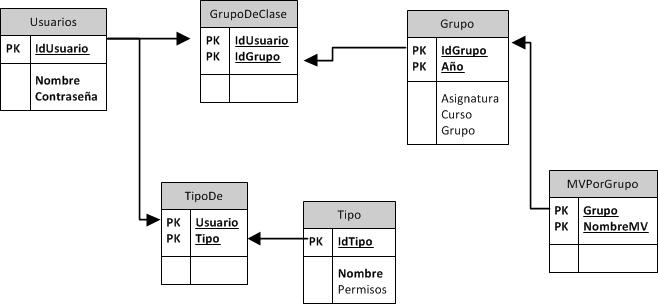 Usuarios
PK IdUsuario
Nombre
Contraseña
GrupoDeClase
PK IdUsuario
PK IdGrupo
Grupo
PK IdGrupo
PK Año
Asignatura
Curso
Grupo
TipoDe
PK Usuario
PK Tipo
Tipo
PK IdTipo
Nombre
Permisos
MVPorGrupo
PK Grupo
PK NombreMV